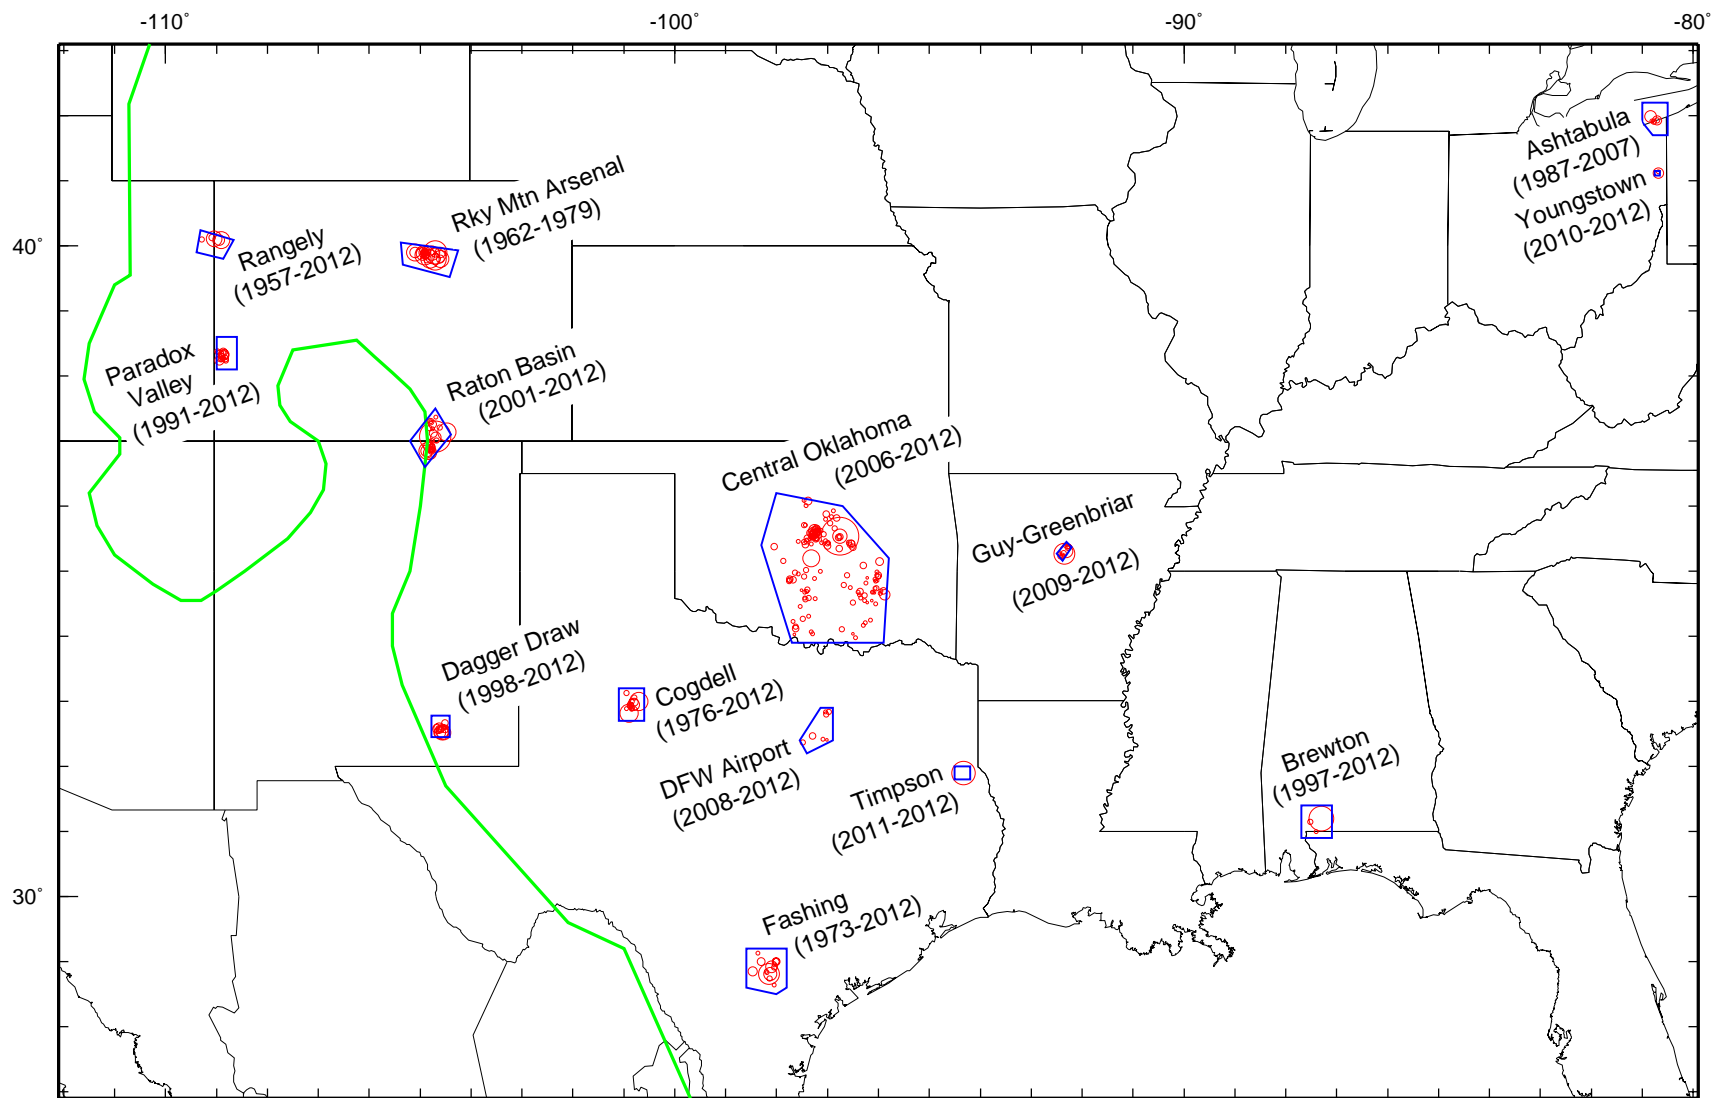 -110°
-100°
-90°
-80°
40°
30°
Ashtabula
(1987-2007)
Youngstown
(2010-2012)
Rky Mtn Arsenal
(1962-1979)
Rangely
(1957-2012)
Paradox
Valley
(1991-2012)
Raton Basin
(2001-2012)
Central Oklahoma
(2006-2012)
Guy-Greenbriar
(2009-2012)
Dagger Draw
(1998-2012)
Cogdell
(1976-2012)
DFW Airport
(2008-2012)
Timpson
(2011-2012)
Brewton
(1997-2012)
Fashing
(1973-2012)